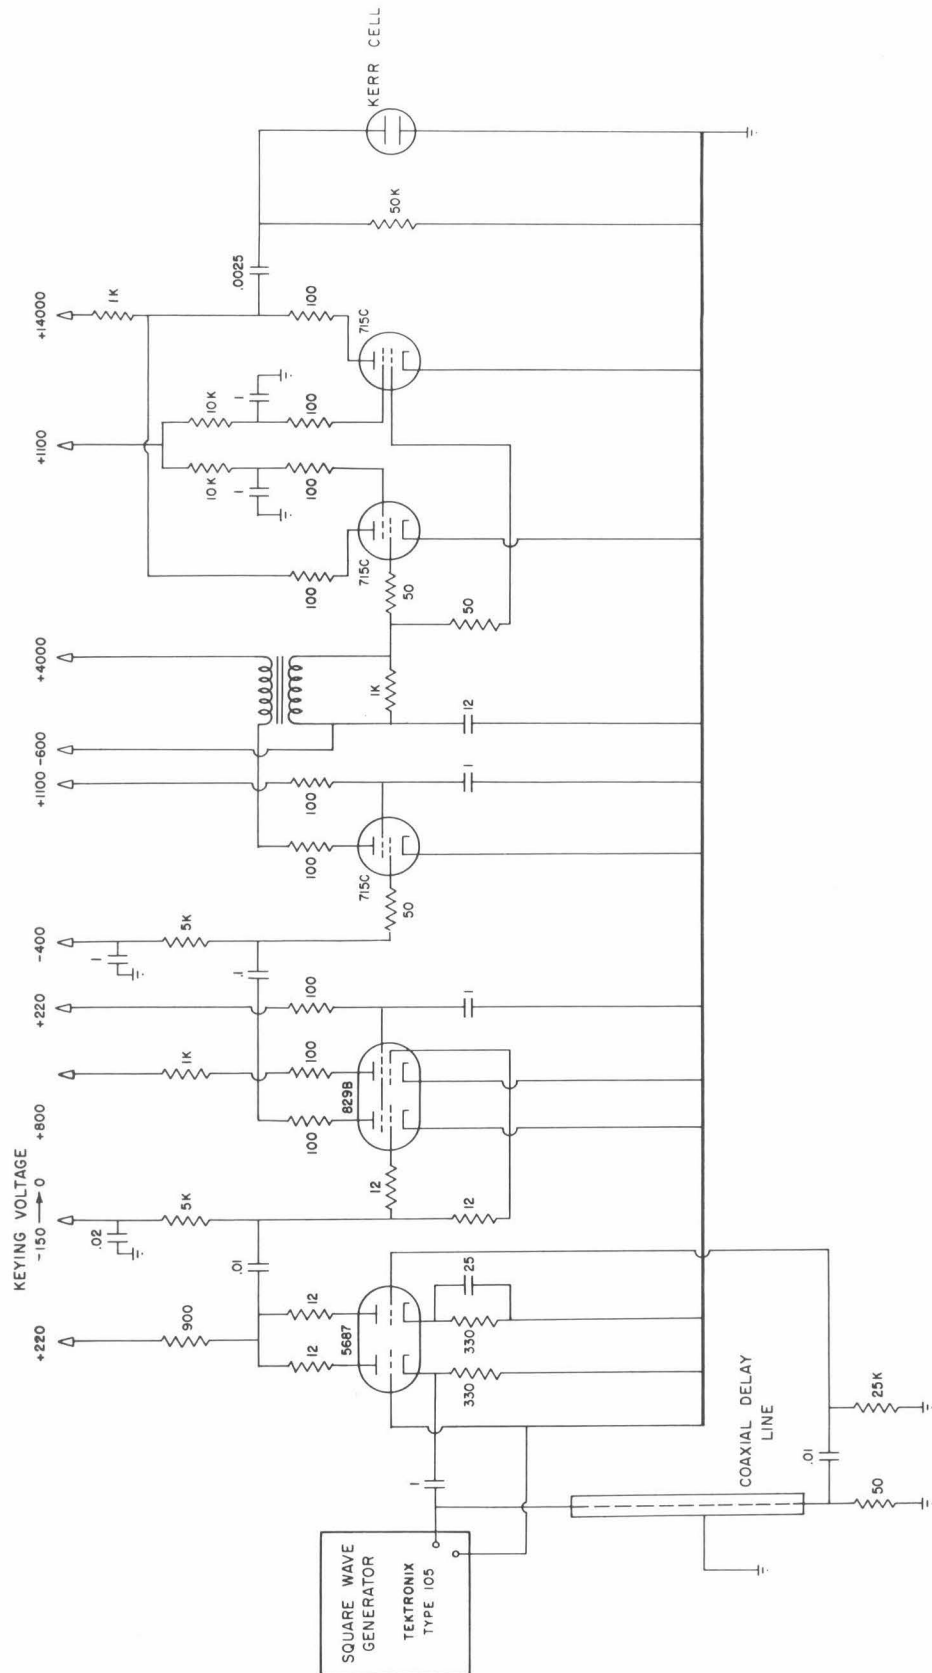 KEYING VOLTAGE
+220
-150 → 0
+800
+220
-400
+1100
-600
+4000
+1100
+14000
900
.02
5K
1K
1
5K
1K
.01
.1
10K
10K
1
1
.0025
12
12
100
100
100
100
100
100
100
100
100
50K
KERR CELL
5687
829B
715C
715C
715C
12
12
50
1K
50
50
330
330
25
1
1
12
1
SQUARE WAVE
GENERATOR
TEKTRONIX
TYPE 105
COAXIAL DELAY
LINE
.01
50
25K